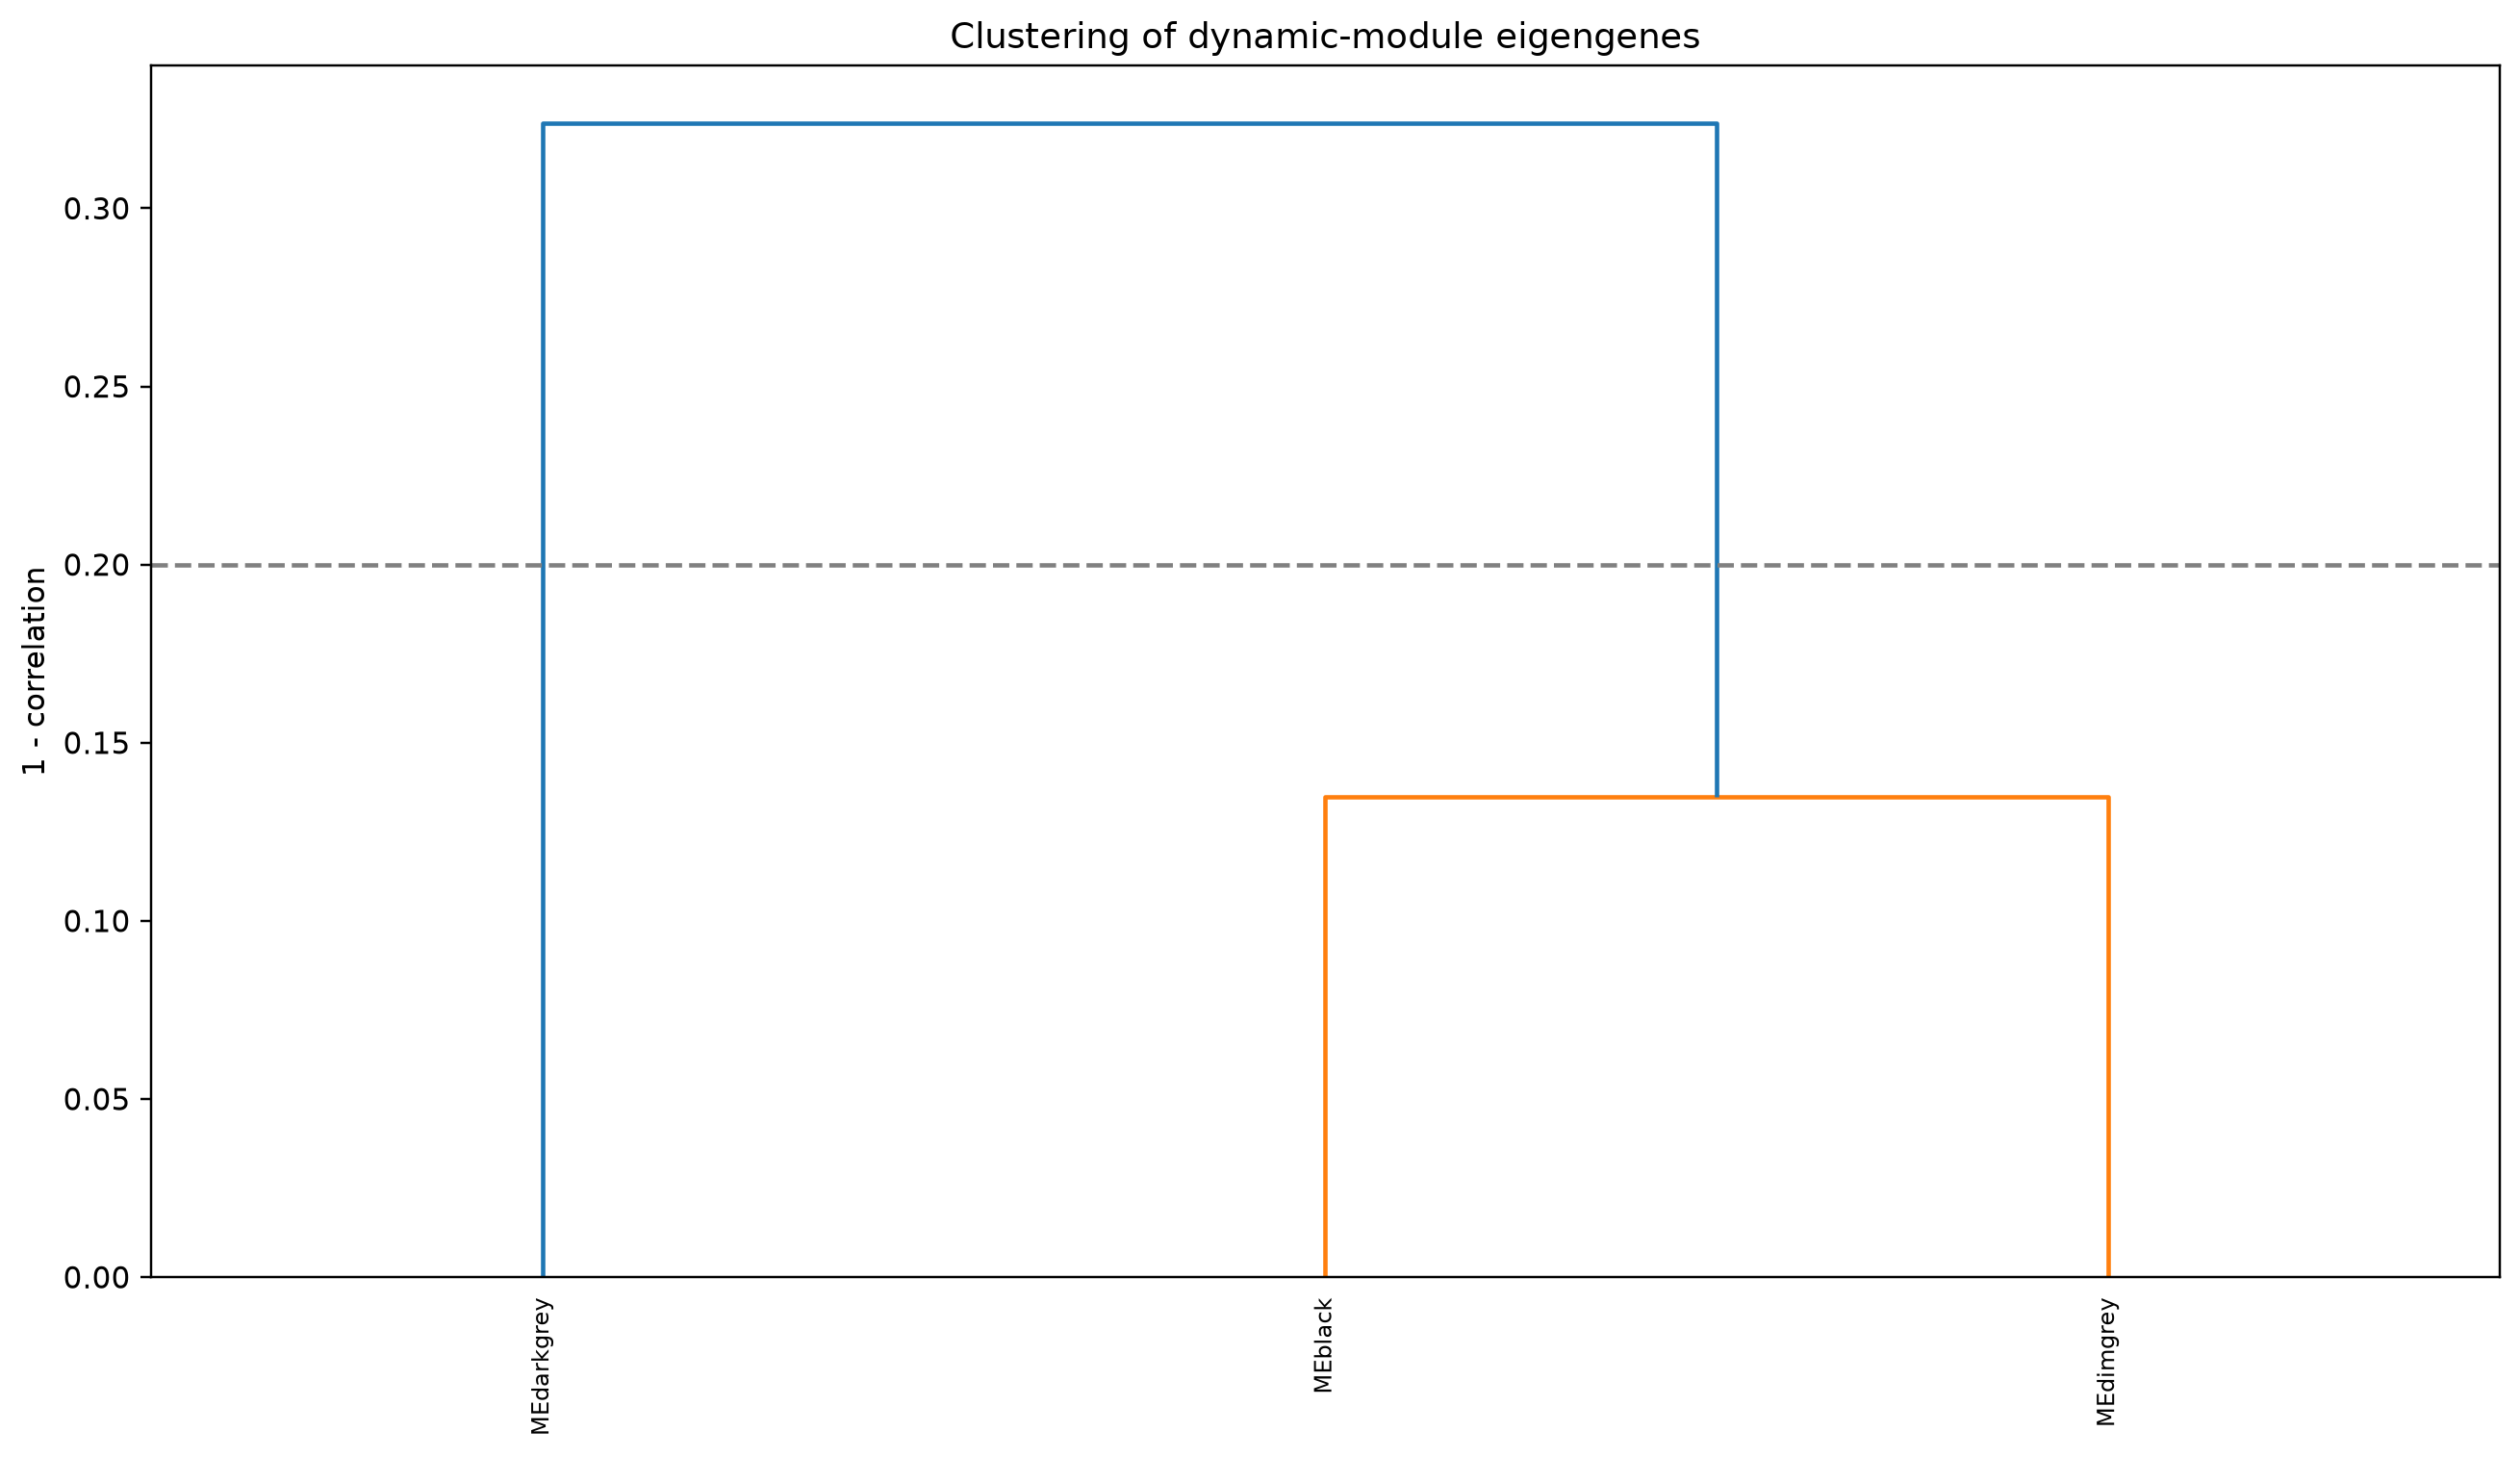 Clustering of dynamic-module eigengenes
1 - correlation
0.30
0.25
0.20
0.15
0.10
0.05
0.00
MEdarkgrey
MEblack
MEdimgrey